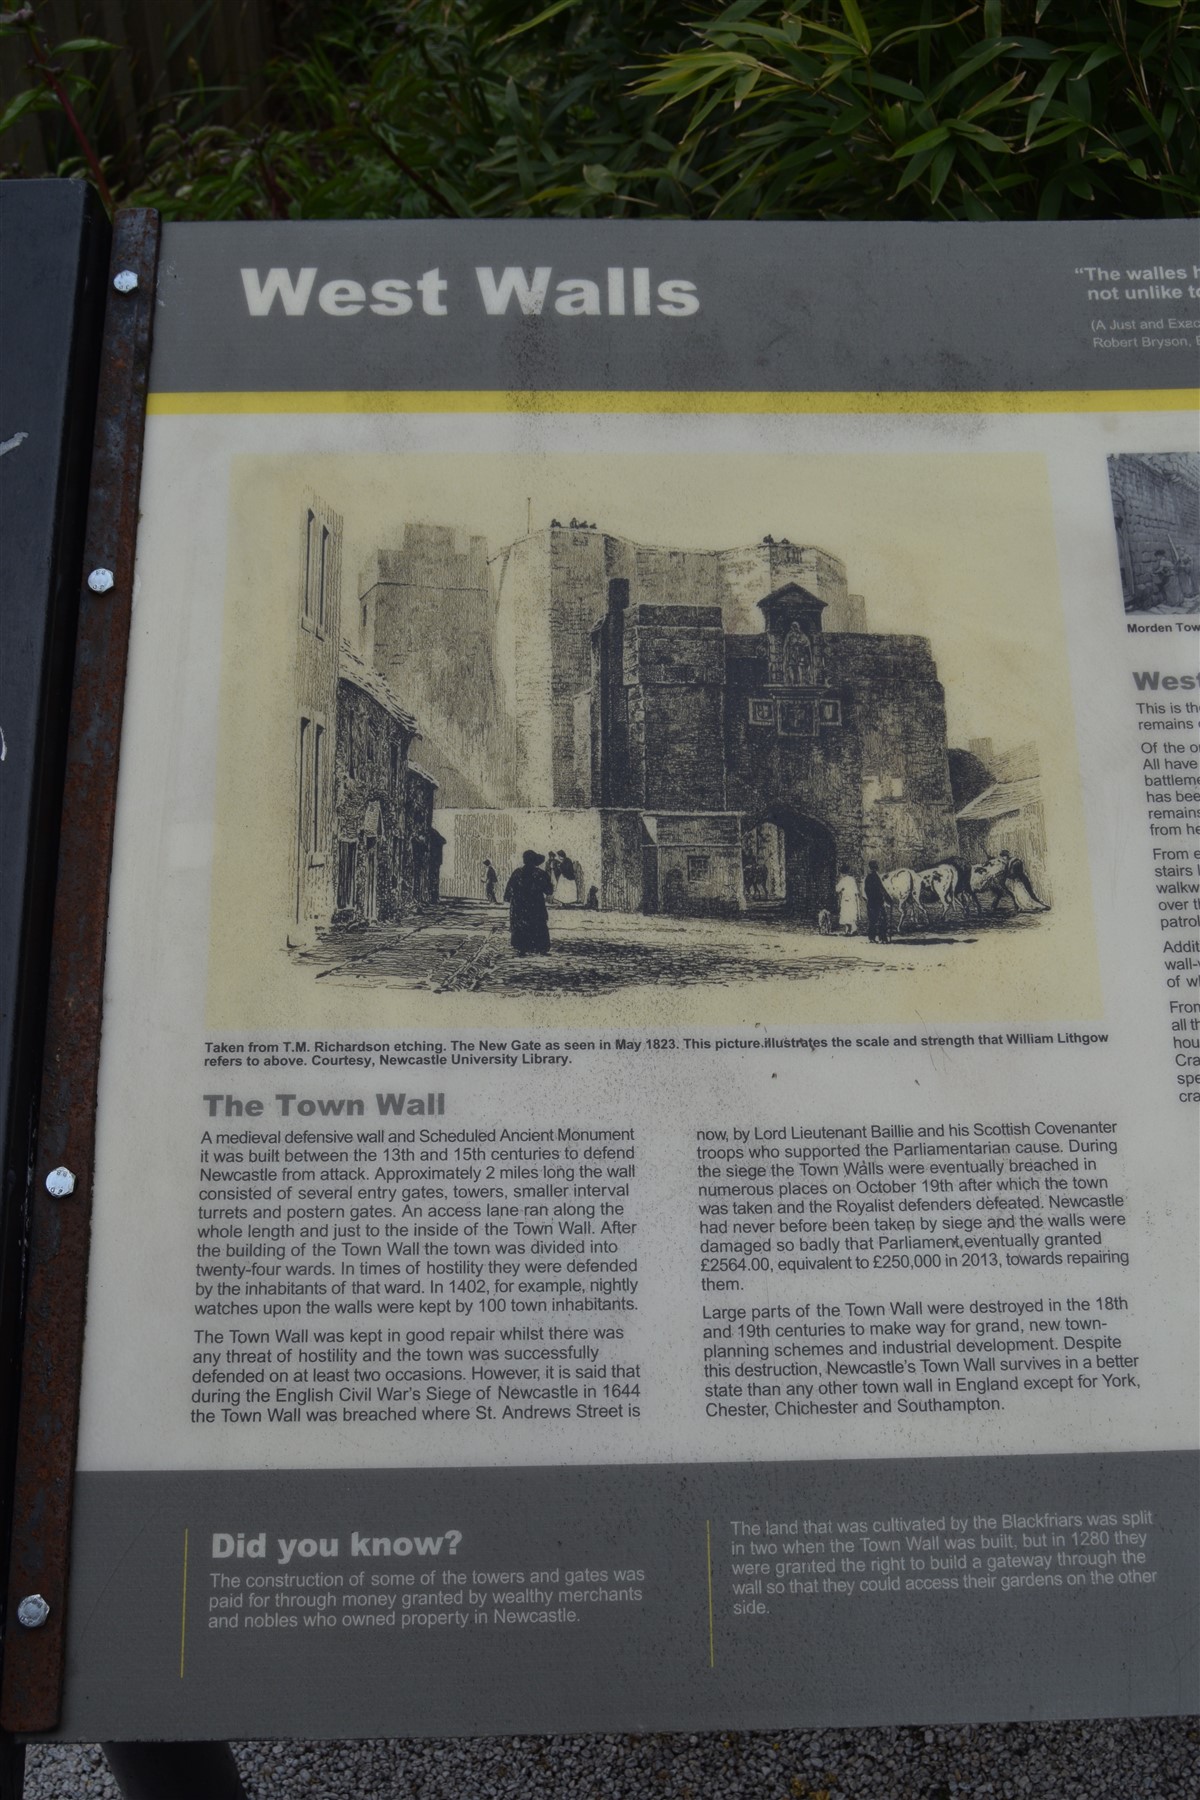 West Walls
“The walles h
not unlike to
(A Just and Exac
Robert Bryson, E
Taken from T.M. Richardson etching. The New Gate as seen in May 1823. This picture illustrates the scale and strength that William Lithgow
refers to above. Courtesy, Newcastle University Library.
The Town Wall
A medieval defensive wall and Scheduled Ancient Monument
it was built between the 13th and 15th centuries to defend
Newcastle from attack. Approximately 2 miles long the wall
consisted of several entry gates, towers, smaller interval
turrets and postern gates. An access lane ran along the
whole length and just to the inside of the Town Wall. After
the building of the Town Wall the town was divided into
twenty-four wards. In times of hostility they were defended
by the inhabitants of that ward. In 1402, for example, nightly
watches upon the walls were kept by 100 town inhabitants.
The Town Wall was kept in good repair whilst there was
any threat of hostility and the town was successfully
defended on at least two occasions. However, it is said that
during the English Civil War's Siege of Newcastle in 1644
the Town Wall was breached where St. Andrews Street is
now, by Lord Lieutenant Baillie and his Scottish Covenanter
troops who supported the Parliamentarian cause. During
the siege the Town Walls were eventually breached in
numerous places on October 19th after which the town
was taken and the Royalist defenders defeated. Newcastle
had never before been taken by siege and the walls were
damaged so badly that Parliament eventually granted
£2564.00, equivalent to £250,000 in 2013, towards repairing
them.
Large parts of the Town Wall were destroyed in the 18th
and 19th centuries to make way for grand, new town-
planning schemes and industrial development. Despite
this destruction, Newcastle's Town Wall survives in a better
state than any other town wall in England except for York,
Chester, Chichester and Southampton.
Morden Tow
West
This is th
remains
Of the o
All have
battleme
has bee
remains
from he
From e
stairs
walkw
over t
patrol
Addit
wall-
of w
From
all th
hou
Cra
spe
cra
Did you know?
The construction of some of the towers and gates was
paid for through money granted by wealthy merchants
and nobles who owned property in Newcastle.
The land that was cultivated by the Blackfriars was split
in two when the Town Wall was built, but in 1280 they
were granted the right to build a gateway through the
wall so that they could access their gardens on the other
side.